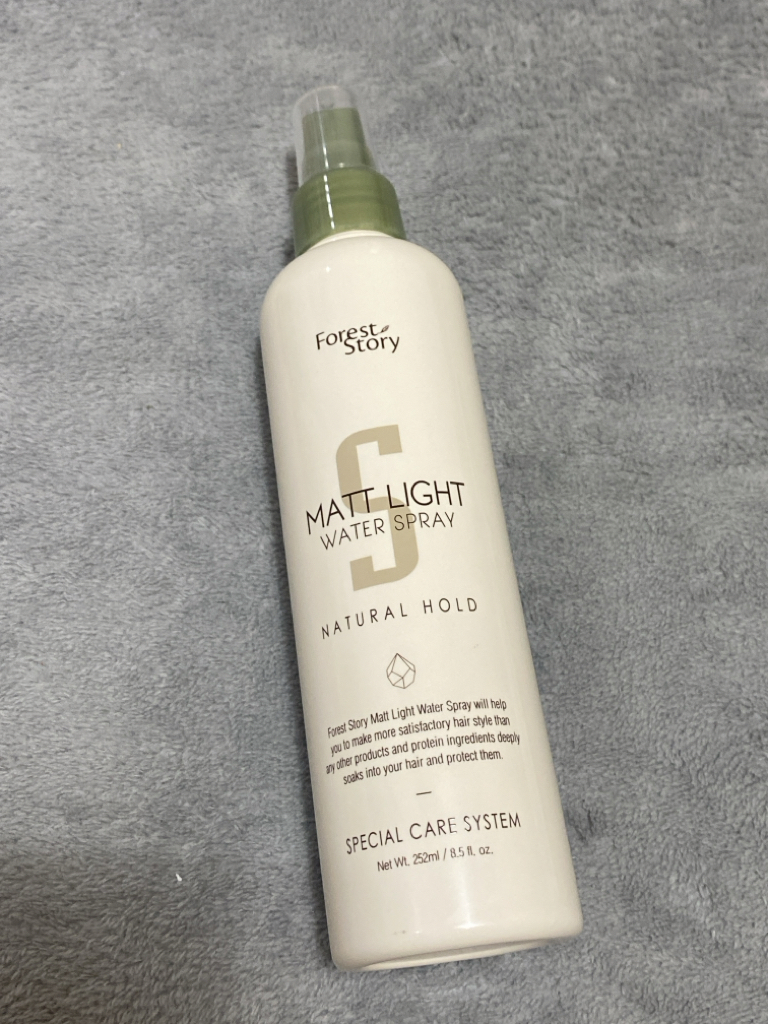 Forest
Story
S
MATT LIGHT
WATER SPRAY
NATURAL HOLD
Forest Story Matt Light Water Spray will help
you to make more satisfactory hair style than
any other products and protein ingredients deeply
soaks into your hair and protect them.
SPECIAL CARE SYSTEM
Net Wt. 252ml / 8.5 fl. oz.